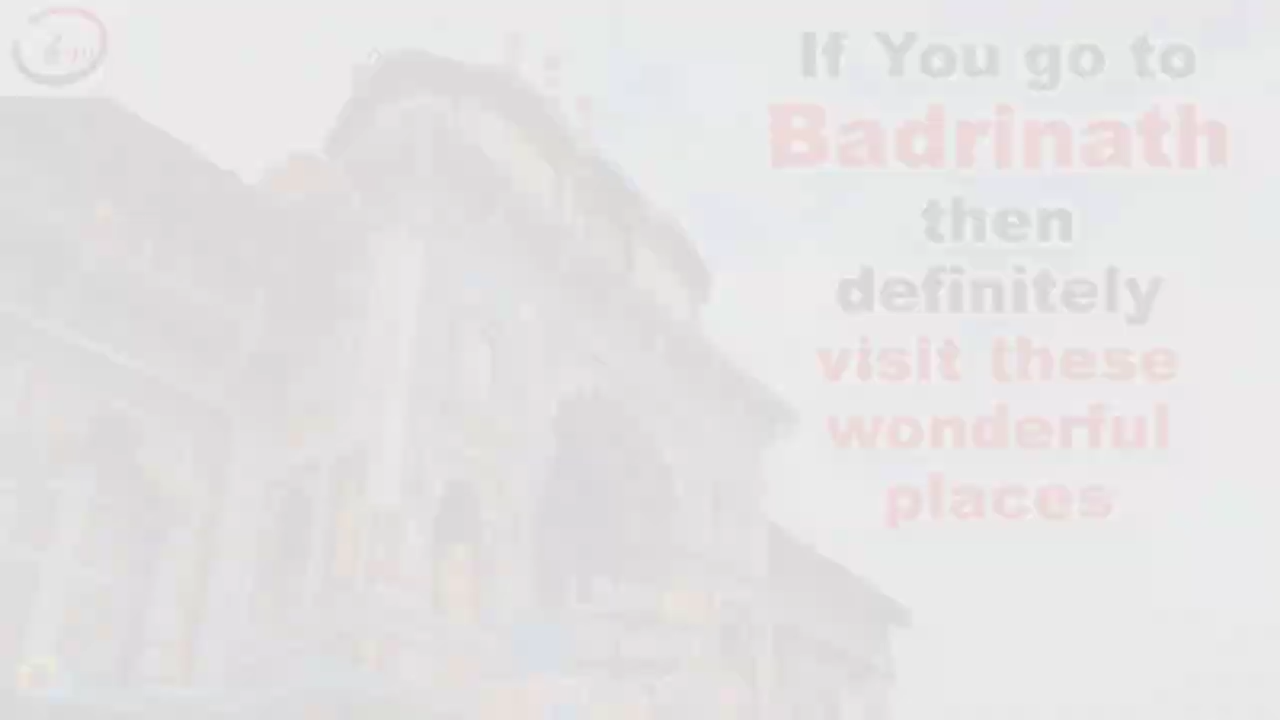 If You go to
Badrinath
then
definitely
visit these
wonderful
places